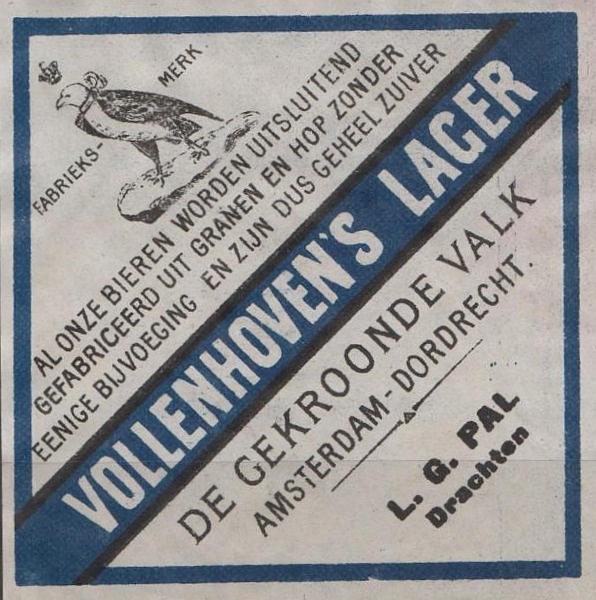 FABRIEKS-
MERK
AL ONZE BIEREN WORDEN UITSLUITEND
GEFABRICEERD UIT GRANEN EN HOP ZONDER
EENIGE BIJVOEGING EN ZIJN DUS GEHEEL ZUIVER
VOLLENHOVEN'S LAGER
DE GEKROONDE VALK
AMSTERDAM-DORDRECHT.
L. G. PAL
Drachten